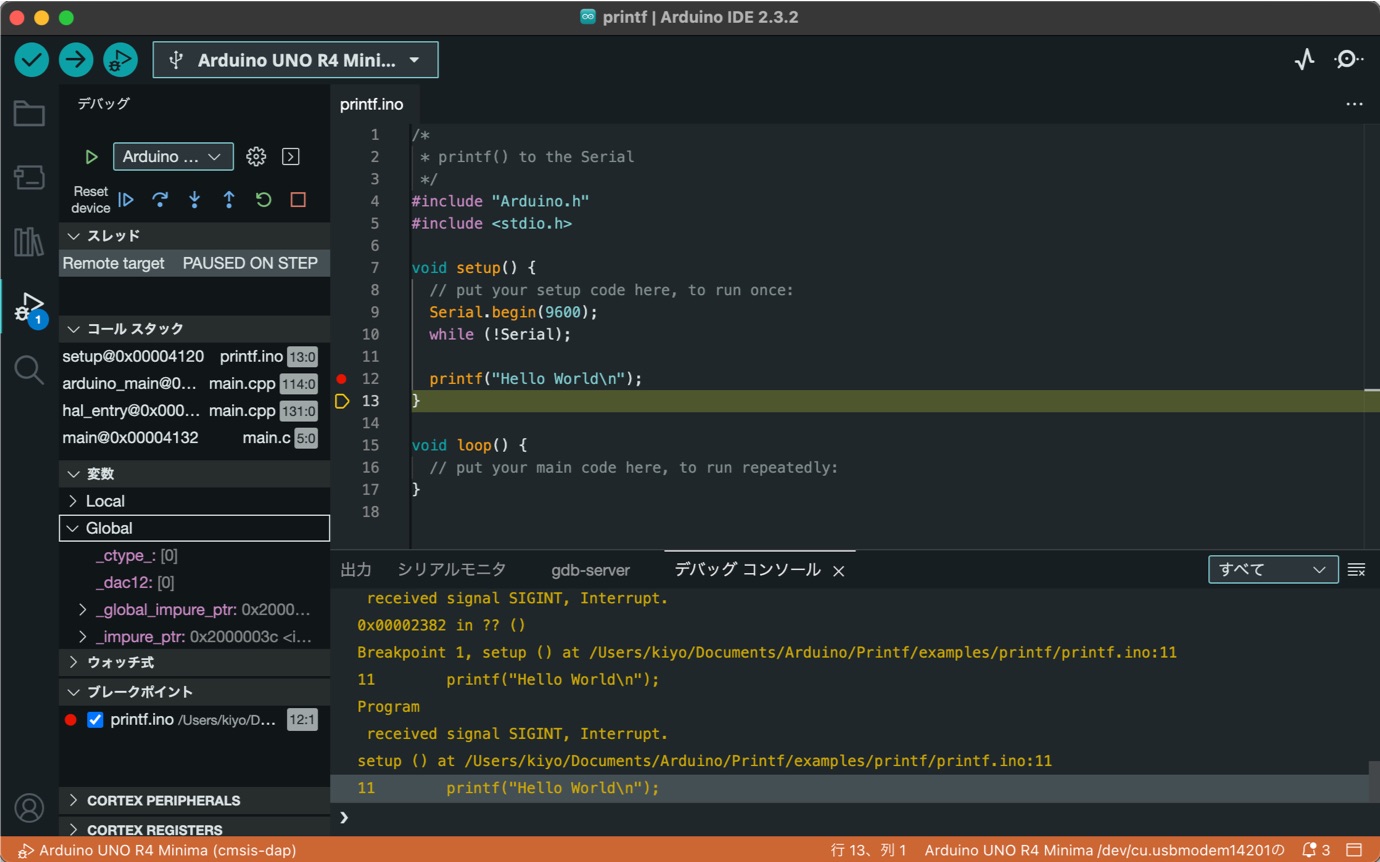 printf | Arduino IDE 2.3.2
Arduino UNO R4 Mini...
デバッグ
Arduino ...
Reset device
スレッド
Remote target PAUSED ON STEP
コール スタック
setup@0x00004120 printf.ino 13:0
arduino_main@0... main.cpp 114:0
hal_entry@0x000... main.cpp 131:0
main@0x00004132 main.c 5:0
変数
Local
Global
_ctype_: [0]
_dac12: [0]
_global_impure_ptr: 0x2000...
_impure_ptr: 0x2000003c <i...
ウォッチ式
ブレークポイント
printf.ino /Users/kiyo/D... 12:1
CORTEX PERIPHERALS
CORTEX REGISTERS
printf.ino
1 /*
2 * printf() to the Serial
3 */
4 #include "Arduino.h"
5 #include <stdio.h>
6
7 void setup() {
8 // put your setup code here, to run once:
9 Serial.begin(9600);
10 while (!Serial);
11
12 printf("Hello World\n");
13 }
14
15 void loop() {
16 // put your main code here, to run repeatedly:
17 }
18
出力 シリアルモニタ gdb-server デバッグ コンソール すべて
received signal SIGINT, Interrupt.
0x00002382 in ?? ()
Breakpoint 1, setup () at /Users/kiyo/Documents/Arduino/Printf/examples/printf/printf.ino:11
11 printf("Hello World\n");
Program
received signal SIGINT, Interrupt.
setup () at /Users/kiyo/Documents/Arduino/Printf/examples/printf/printf.ino:11
11 printf("Hello World\n");
1
Arduino UNO R4 Minima (cmsis-dap) 行 13、列 1 Arduino UNO R4 Minima /dev/cu.usbmodem14201の 3